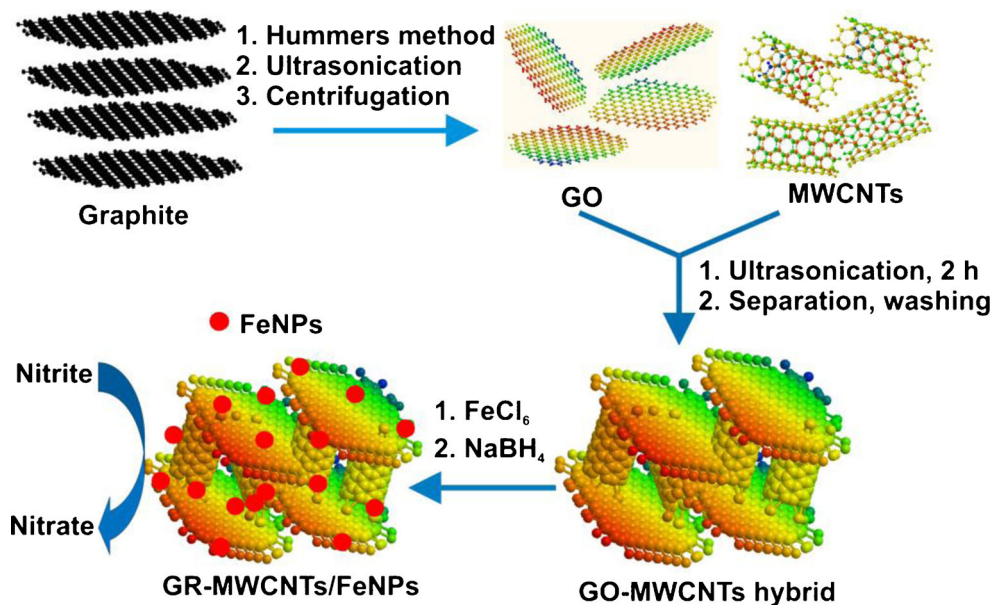 1. Hummers method
2. Ultrasonication
3. Centrifugation
Graphite
GO
MWCNTs
1. Ultrasonication, 2 h
2. Separation, washing
FeNPs
Nitrite
1. FeCl₆
2. NaBH₄
Nitrate
GR-MWCNTs/FeNPs
GO-MWCNTs hybrid